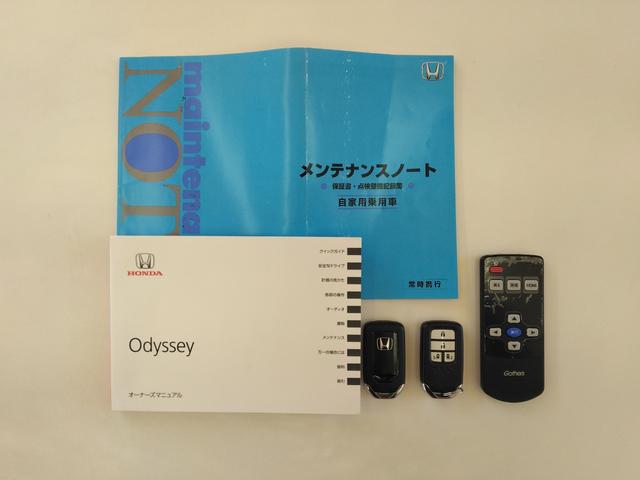 maintena
NOT
メンテナンスノート
保証書・点検整備記録簿
自家用乗用車
常時携行
HONDA
Odyssey
オーナーズマニュアル
クイックガイド
安全なドライブ
計器の見かた
各部の操作
オーディオ
運転
メンテナンス
万一の場合には
資料
索引
Gathers